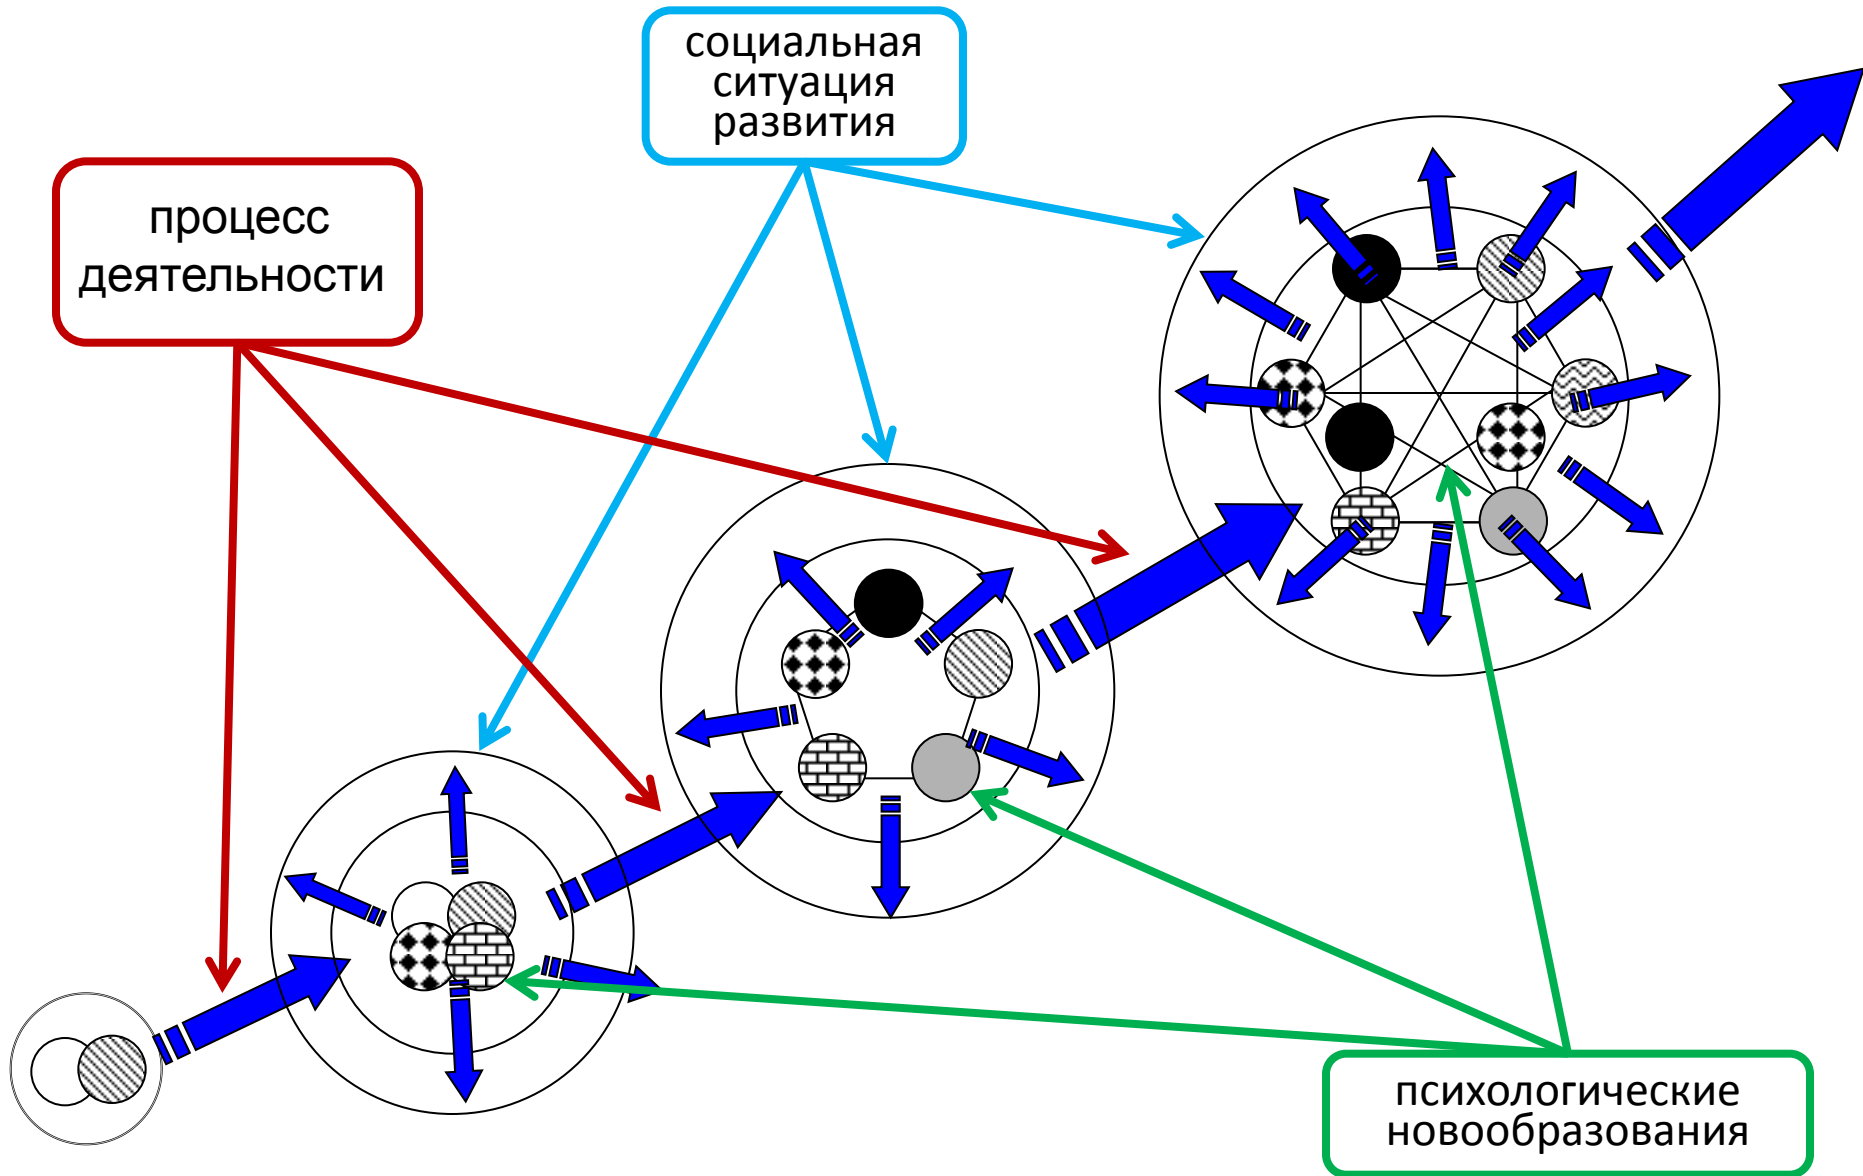 социальная
ситуация
развития
процесс
деятельности
психологические
новообразования